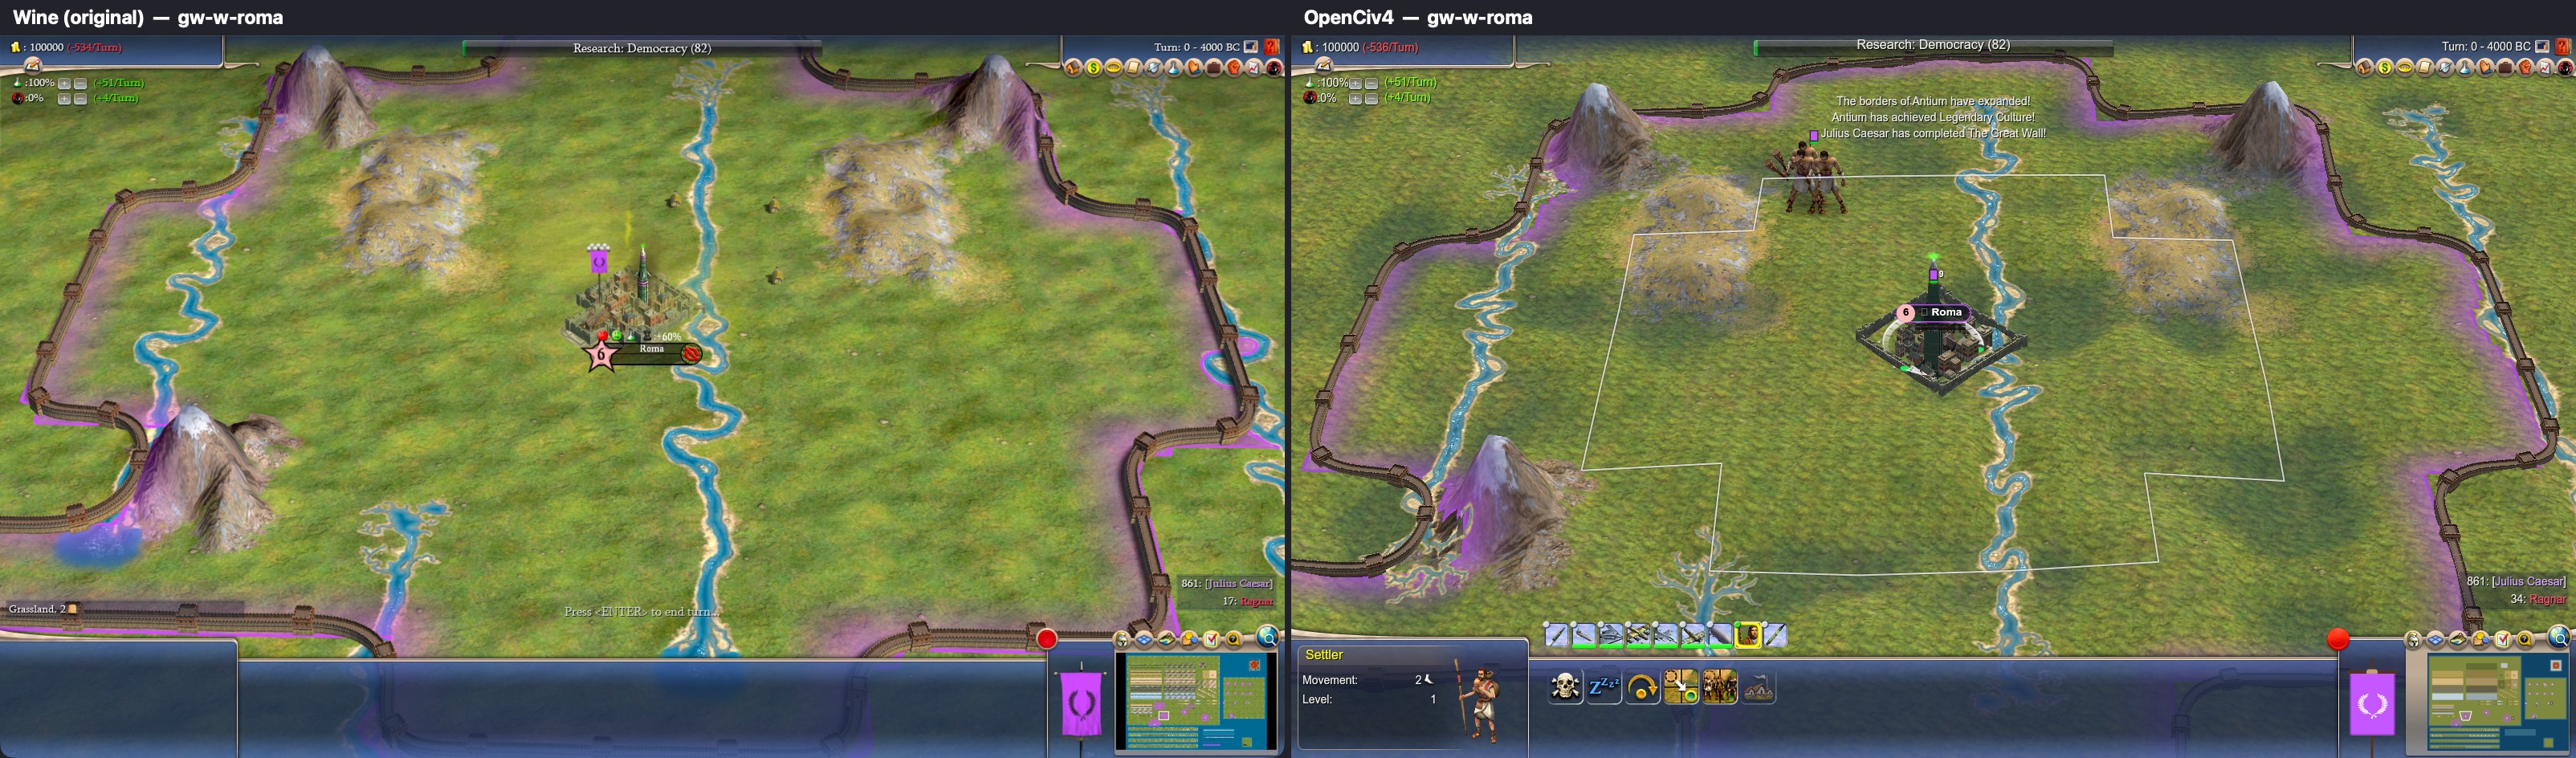 Wine (original) — gw-w-roma
: 100000 (-534/Turn)
Research: Democracy (82)
Turn: 0 - 4000 BC
:100% (+51/Turn)
:0% (+4/Turn)
:+60%
6 Roma
861: [Julius Caesar]
17: Ragnar
Grassland, 2
Press <ENTER> to end turn...
OpenCiv4 — gw-w-roma
: 100000 (-536/Turn)
Research: Democracy (82)
Turn: 0 - 4000 BC
:100% (+51/Turn)
:0% (+4/Turn)
The borders of Antium have expanded!
Antium has achieved Legendary Culture!
Julius Caesar has completed The Great Wall!
9
6 Roma
861: [Julius Caesar]
34: Ragnar
Settler
Movement: 2
Level: 1
ZZZZ